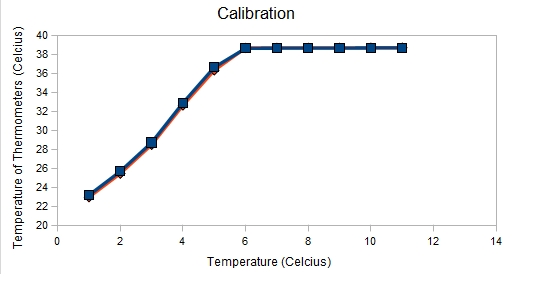 Calibration
Temperature of Thermometers (Celcius)
40
38
36
34
32
30
28
26
24
22
20
0 2 4 6 8 10 12 14
Temperature (Celcius)